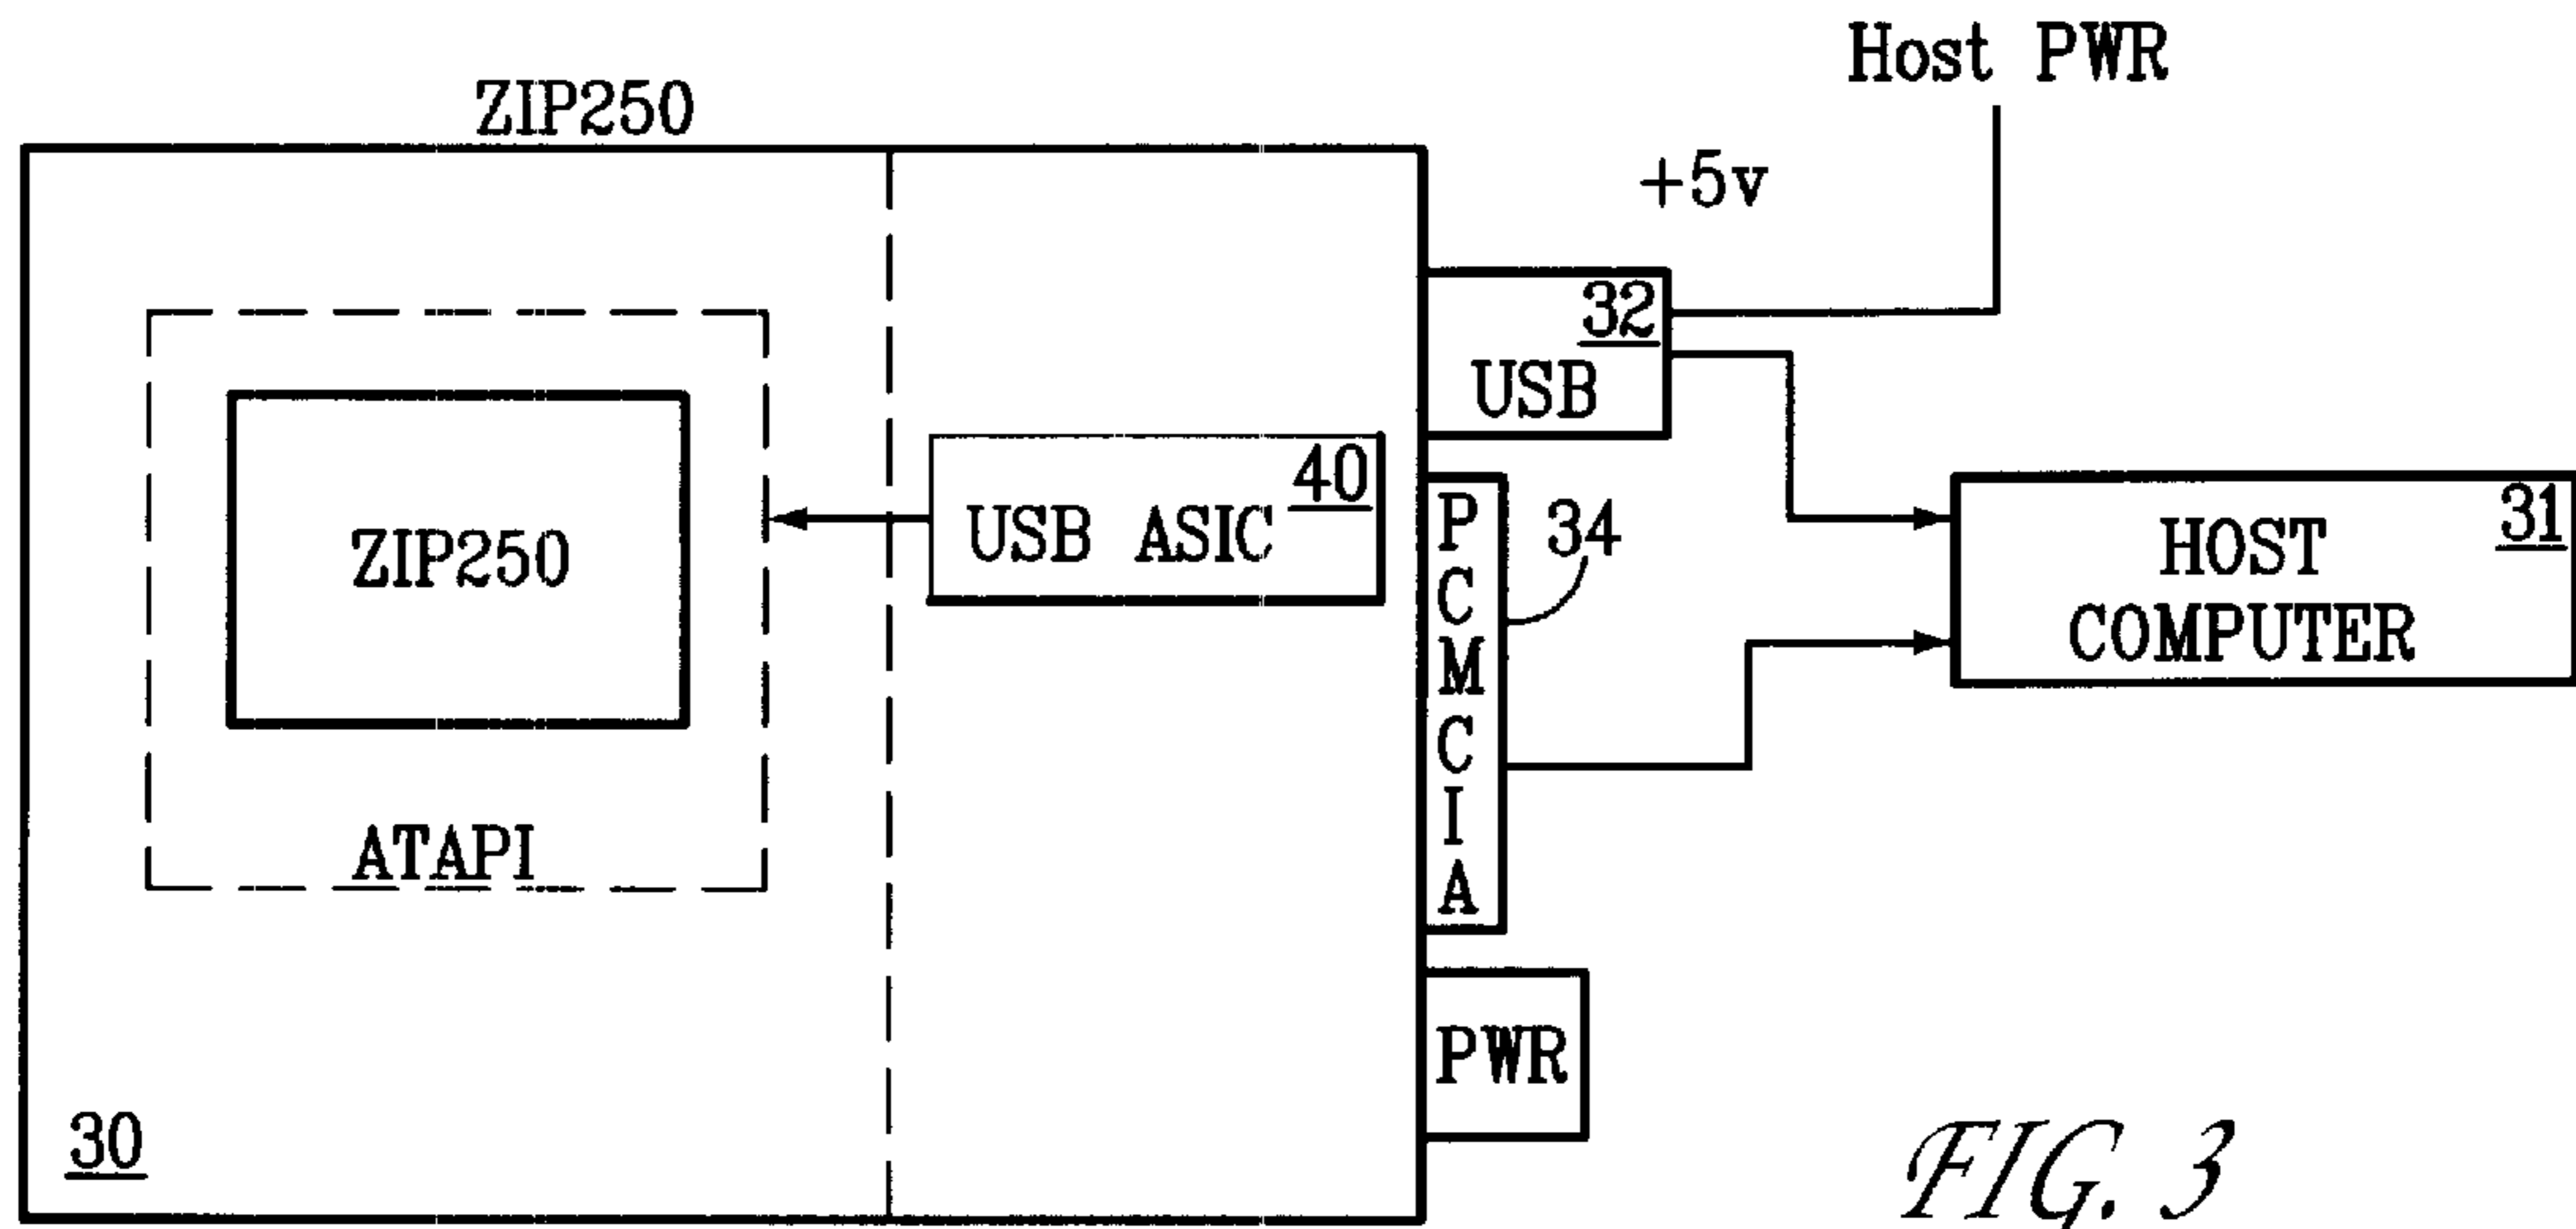 Host PWR
ZIP250
+5v
32
USB
40
USB ASIC
PCMCIA
34
31
HOST
COMPUTER
ZIP250
ATAPI
PWR
30
FIG. 3